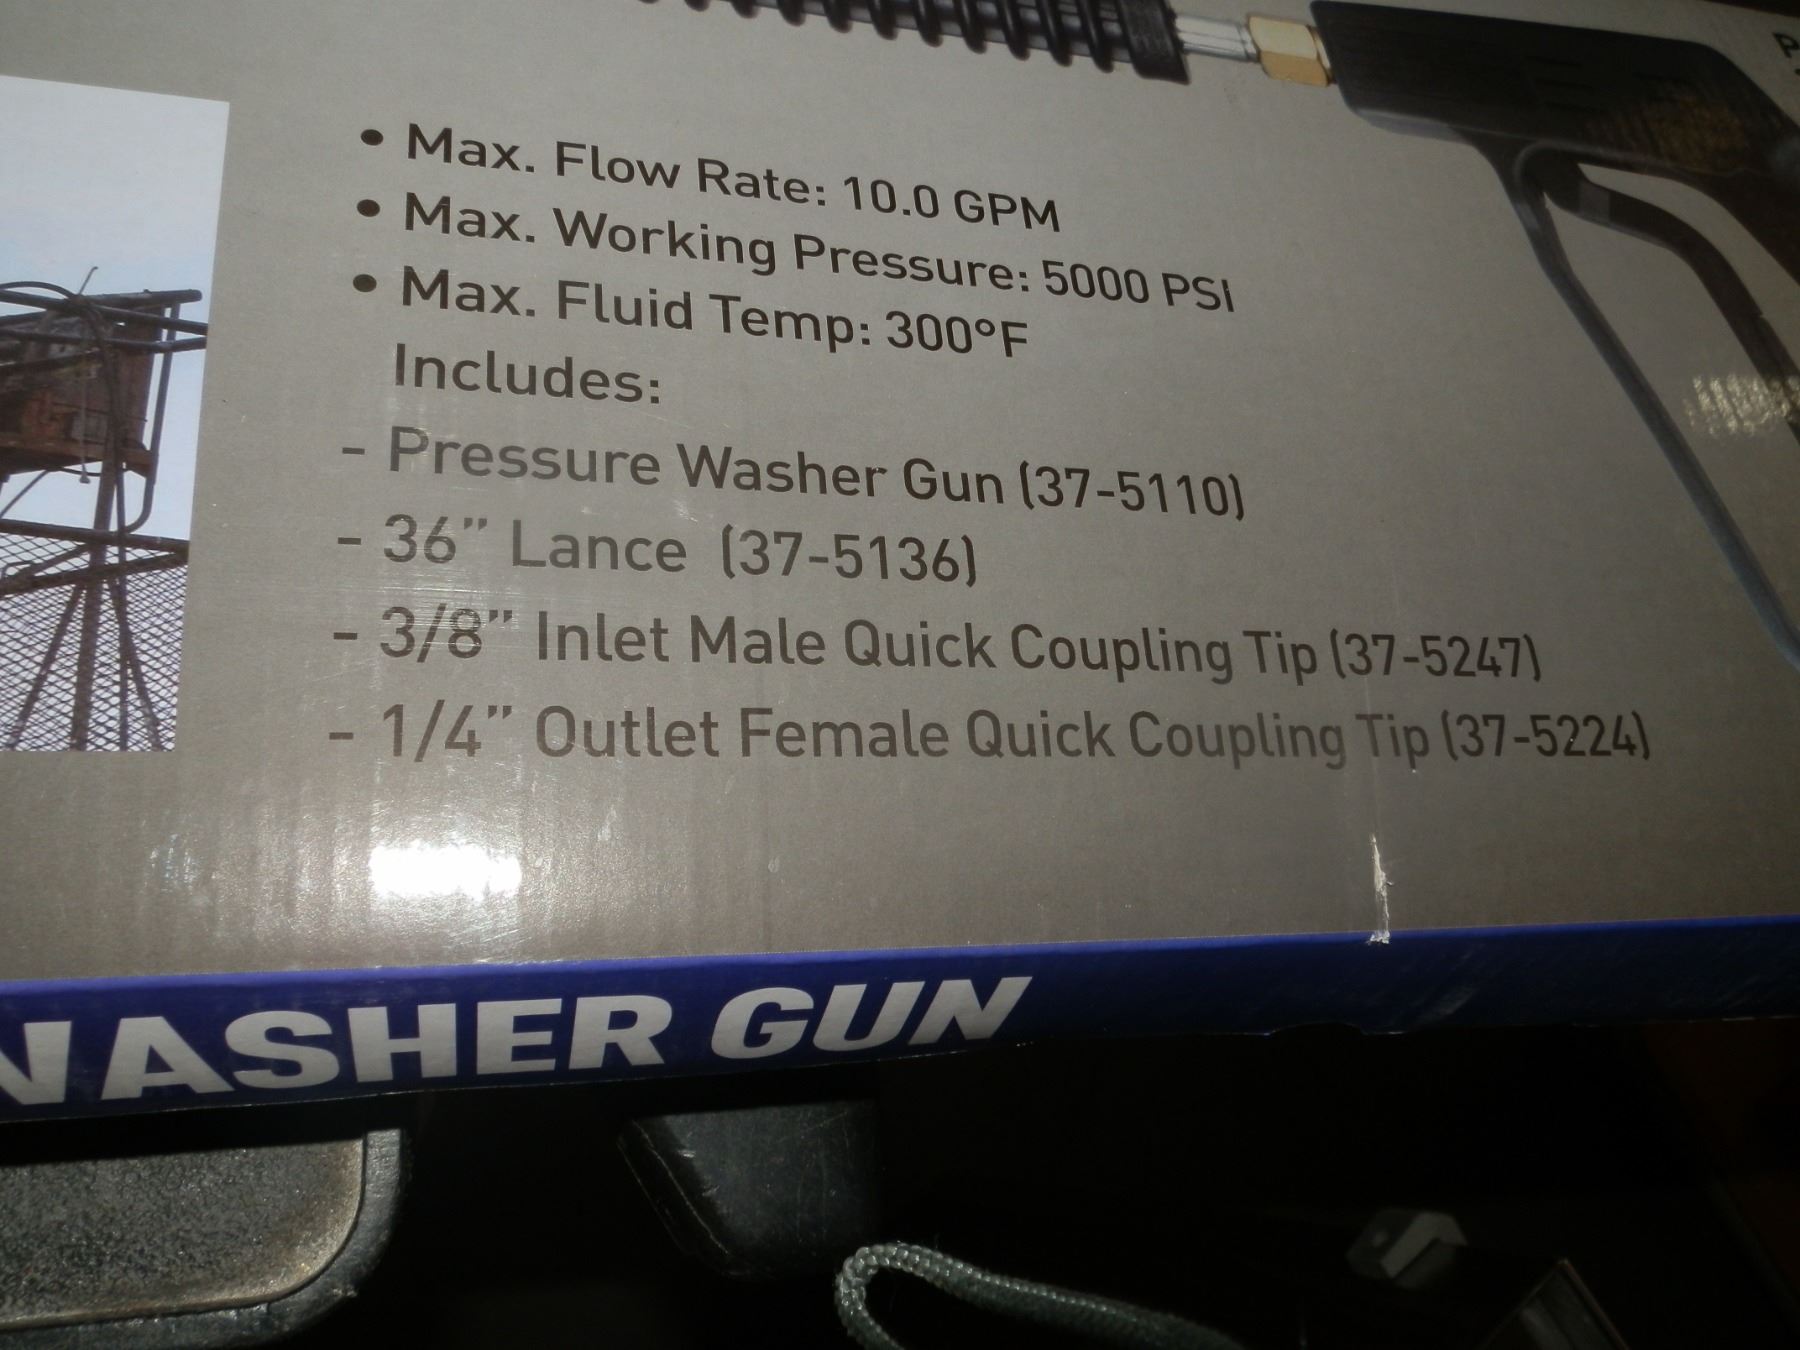 • Max. Flow Rate: 10.0 GPM
• Max. Working Pressure: 5000 PSI
• Max. Fluid Temp: 300°F
Includes:
- Pressure Washer Gun (37-5110)
- 36” Lance (37-5136)
- 3/8” Inlet Male Quick Coupling Tip (37-5247)
- 1/4” Outlet Female Quick Coupling Tip (37-5224)
WASHER GUN